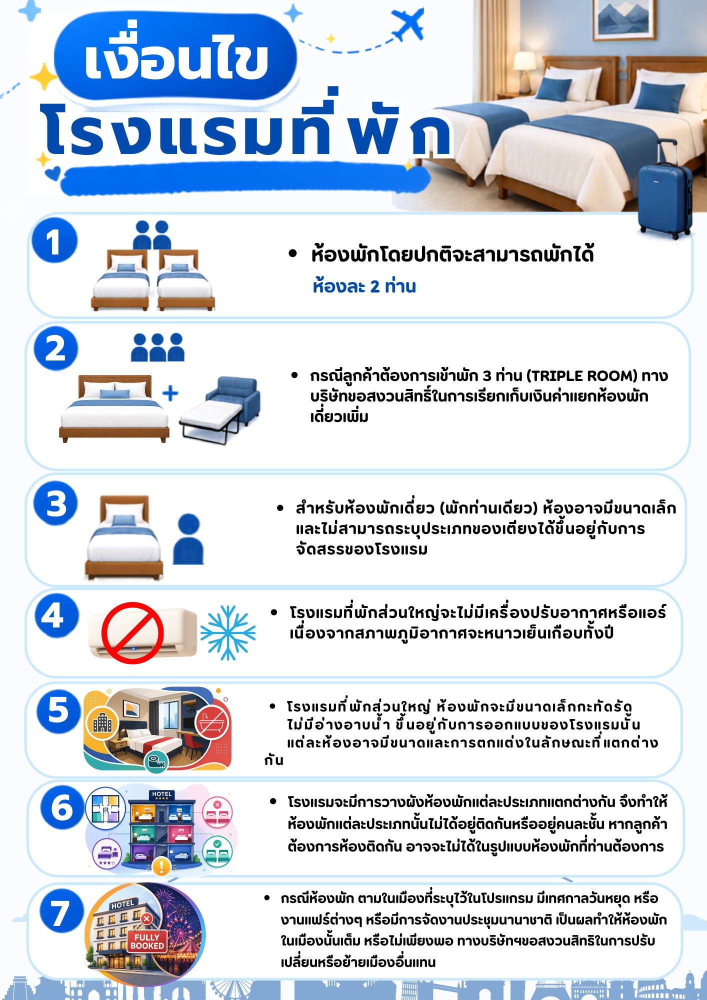 เงื่อนไข
โรงแรมที่พัก
1
• ห้องพักโดยปกติจะสามารถพักได้
ห้องละ 2 ท่าน
2
• กรณีลูกค้าต้องการเข้าพัก 3 ท่าน (TRIPLE ROOM) ทาง
บริษัทขอสงวนสิทธิ์ในการเรียกเก็บเงินค่าแยกห้องพัก
เดี่ยวเพิ่ม
3
• สำหรับห้องพักเดี่ยว (พักท่านเดียว) ห้องอาจมีขนาดเล็ก
และไม่สามารถระบุประเภทของเตียงได้ขึ้นอยู่กับการ
จัดสรรของโรงแรม
4
• โรงแรมที่พักส่วนใหญ่จะไม่มีเครื่องปรับอากาศหรือแอร์
เนื่องจากสภาพภูมิอากาศจะหนาวเย็นเกือบทั้งปี
5
• โรงแรมที่พักส่วนใหญ่ ห้องพักจะมีขนาดเล็กกะทัดรัด
ไม่มีอ่างอาบน้ำ ขึ้นอยู่กับการออกแบบของโรงแรมนั้น
แต่ละห้องอาจมีขนาดและการตกแต่งในลักษณะที่แตกต่าง
กัน
6
HOTEL
• โรงแรมจะมีการวางผังห้องพักแต่ละประเภทแตกต่างกัน จึงทำให้
ห้องพักแต่ละประเภทนั้นไม่ได้อยู่ติดกันหรืออยู่คนละชั้น หากลูกค้า
ต้องการห้องติดกัน อาจจะไม่ได้ในรูปแบบห้องพักที่ท่านต้องการ
7
HOTEL
FULLY
BOOKED
• กรณีห้องพัก ตามในเมืองที่ระบุไว้ในโปรแกรม มีเทศกาลวันหยุด หรือ
งานแฟร์ต่างๆ หรือมีการจัดงานประชุมนานาชาติ เป็นผลทำให้ห้องพัก
ในเมืองนั้นเต็ม หรือไม่เพียงพอ ทางบริษัทฯขอสงวนสิทธิในการปรับ
เปลี่ยนหรือย้ายเมืองอื่นแทน